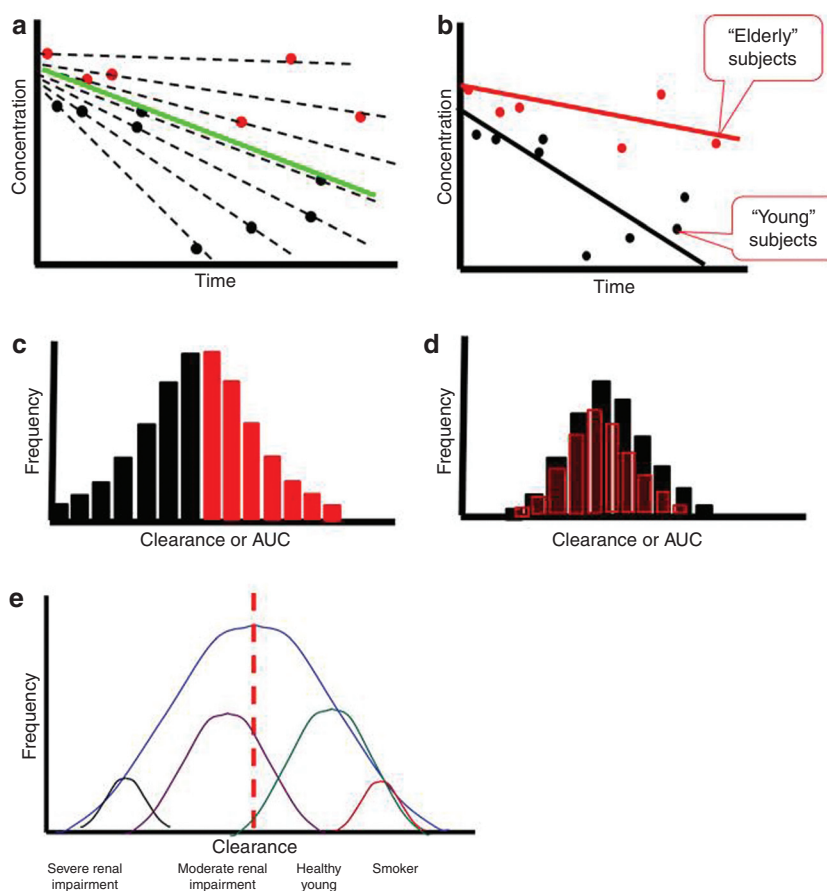 a
Concentration
Time
b
Concentration
Time
“Elderly”
subjects
“Young”
subjects
c
Frequency
Clearance or AUC
d
Frequency
Clearance or AUC
e
Frequency
Clearance
Severe renal
impairment
Moderate renal
impairment
Healthy
young
Smoker